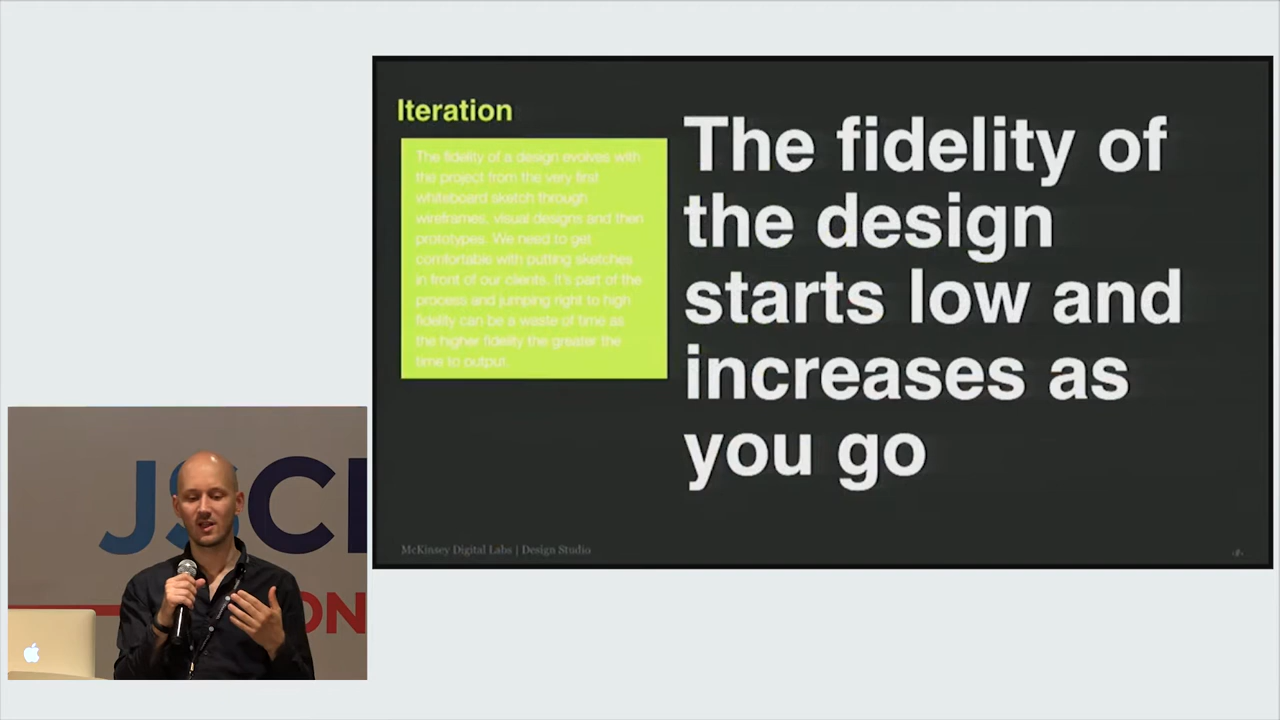 Iteration
The fidelity of a design evolves with
the project from the very first
whiteboard sketch through
wireframes, visual designs and then
prototypes. We need to get
comfortable with putting sketches
in front of our clients, it's part of the
process and jumping right to high
fidelity can be a waste of time as
the higher fidelity the greater the
time to output.
The fidelity of
the design
starts low and
increases as
you go
McKinsey Digital Labs | Design Studio
JSC
ON